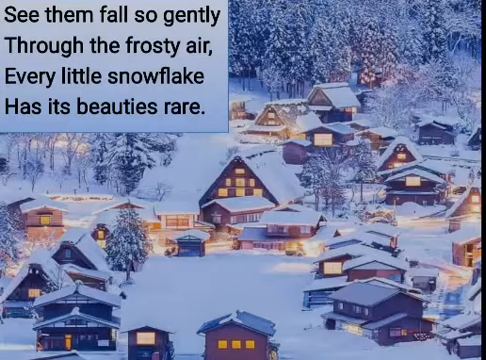 See them fall so gently
Through the frosty air,
Every little snowflake
Has its beauties rare.